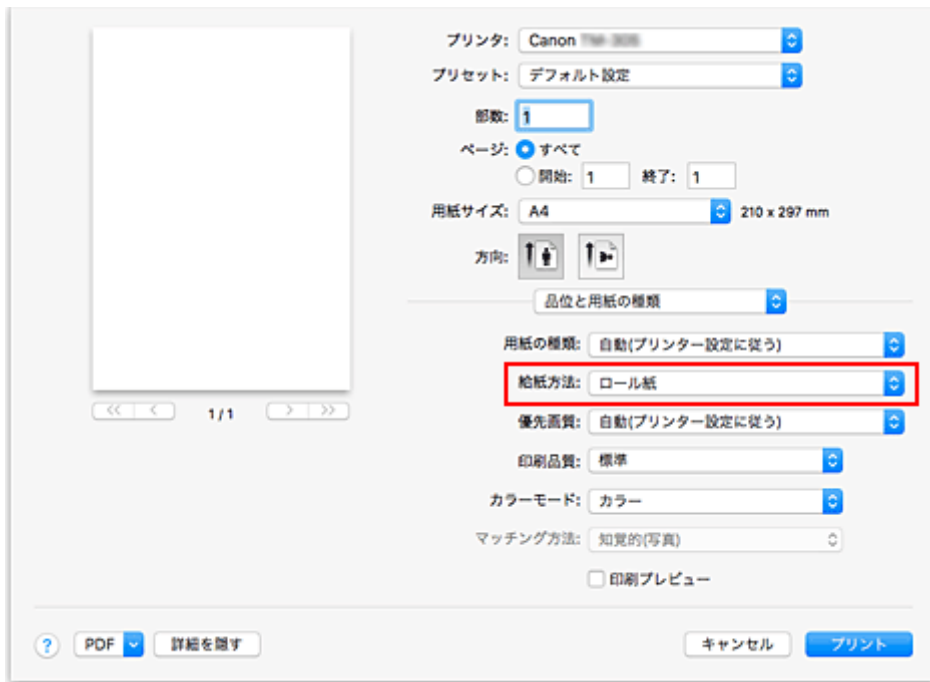 プリンタ: Canon
プリセット: デフォルト設定
部数: 1
ページ: すべて
開始: 1 終了: 1
用紙サイズ: A4 210 x 297 mm
方向:
品位と用紙の種類
用紙の種類: 自動(プリンター設定に従う)
給紙方法: ロール紙
優先画質: 自動(プリンター設定に従う)
印刷品質: 標準
カラーモード: カラー
マッチング方法: 知覚的(写真)
印刷プレビュー
1 / 1
? PDF 詳細を隠す キャンセル プリント